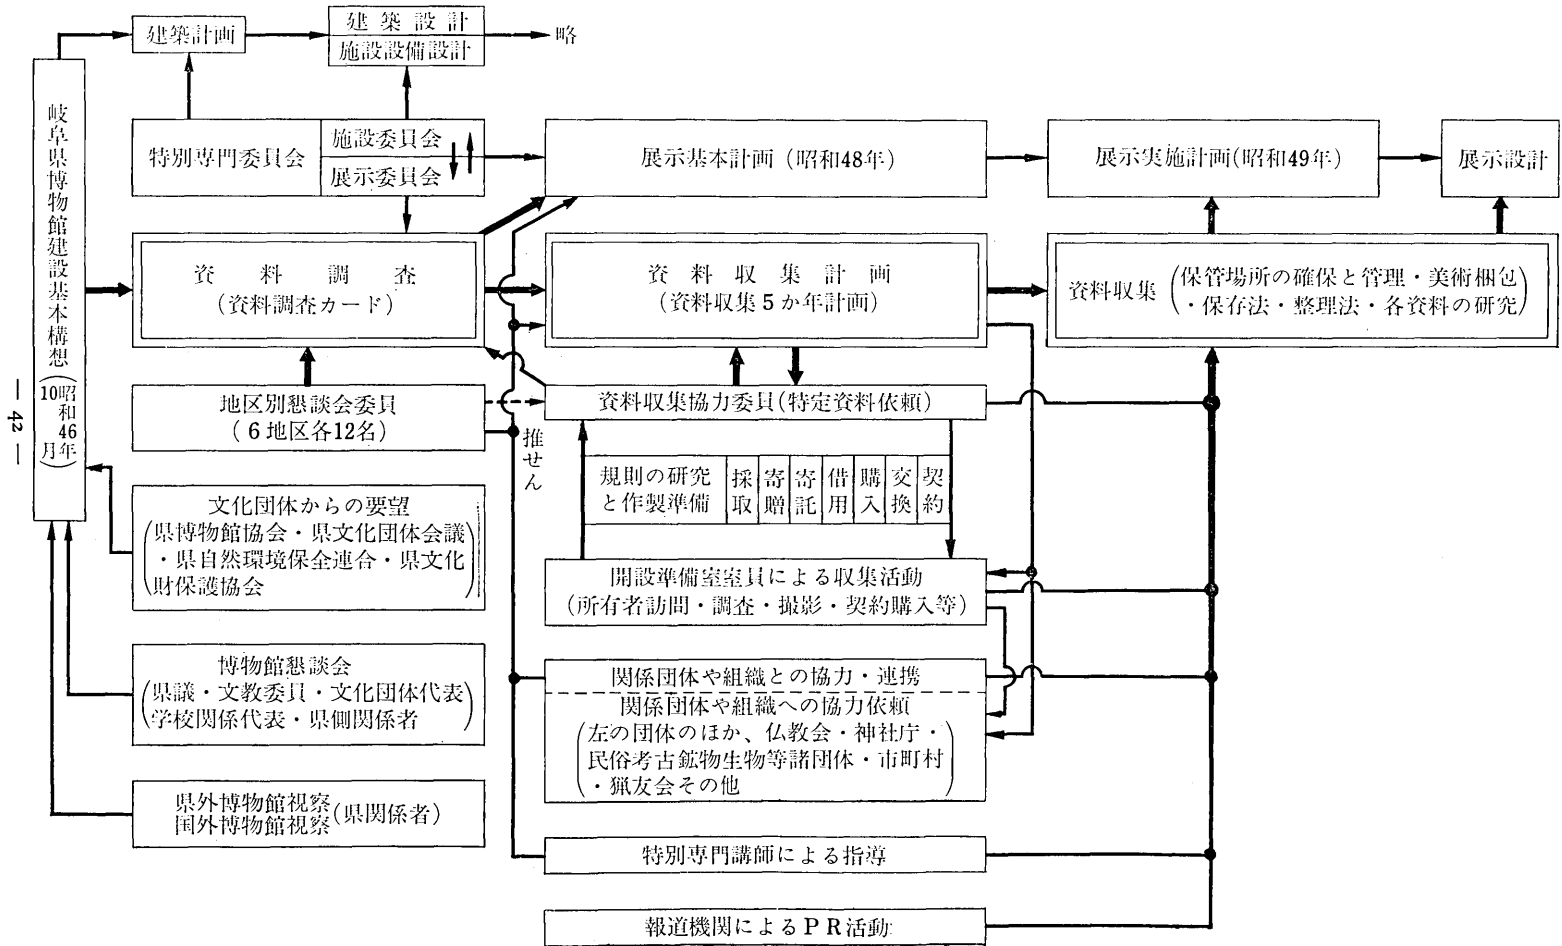 建築計画
建築設計
施設設備設計
略
岐阜県博物館建設基本構想(昭和46年10月)
特別専門委員会
施設委員会
展示委員会
展示基本計画(昭和48年)
展示実施計画(昭和49年)
展示設計
資料調査
(資料調査カード)
資料収集計画
(資料収集5か年計画)
資料収集
(保管場所の確保と管理・美術梱包
・保存法・整理法・各資料の研究)
地区別懇談会委員
(6地区各12名)
推せん
資料収集協力委員(特定資料依頼)
規則の研究
と作製準備
採取
寄贈
寄託
借用
購入
交換
契約
文化団体からの要望
(県博物館協会・県文化団体会議
・県自然環境保全連合・県文化
財保護協会)
開設準備室室員による収集活動
(所有者訪問・調査・撮影・契約購入等)
博物館懇談会
(県議・文教委員・文化団体代表
学校関係代表・県側関係者)
関係団体や組織との協力・連携
関係団体や組織への協力依頼
(左の団体のほか、仏教会・神社庁・
民俗考古鉱物生物等諸団体・市町村
・猟友会その他)
県外博物館視察
国外博物館視察
(県関係者)
特別専門講師による指導
報道機関によるPR活動
— 42 —